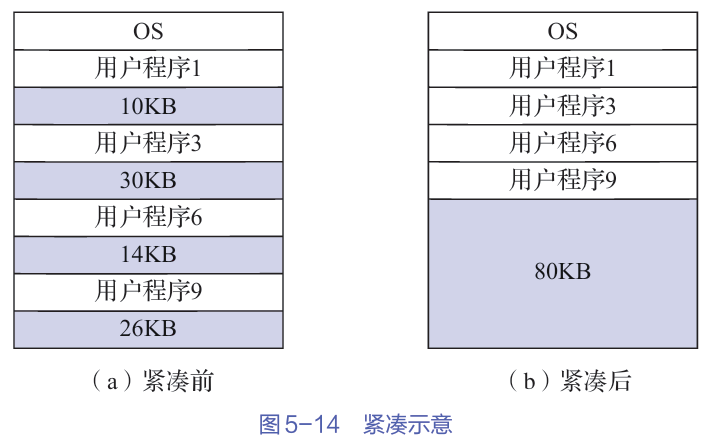 OS
用户程序1
10KB
用户程序3
30KB
用户程序6
14KB
用户程序9
26KB
(a)紧凑前
OS
用户程序1
用户程序3
用户程序6
用户程序9
80KB
(b)紧凑后
图5-14 紧凑示意